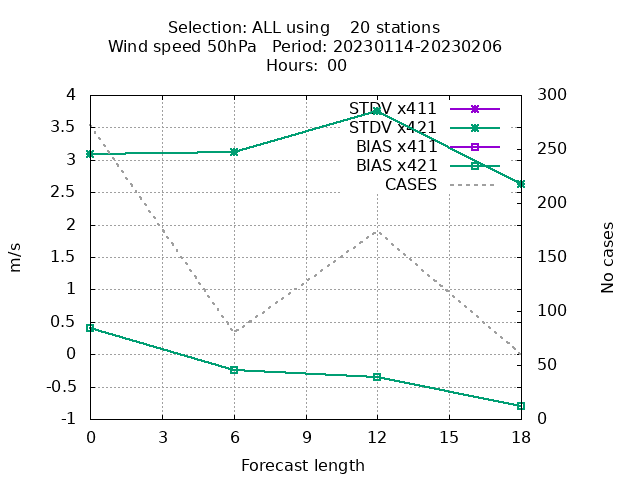 Selection: ALL using 20 stations
Wind speed 50hPa Period: 20230114-20230206
Hours: 00
STDV x411
STDV x421
BIAS x411
BIAS x421
CASES
4
3.5
3
2.5
2
1.5
1
0.5
0
-0.5
-1
m/s
300
250
200
150
100
50
0
No cases
0 3 6 9 12 15 18
Forecast length